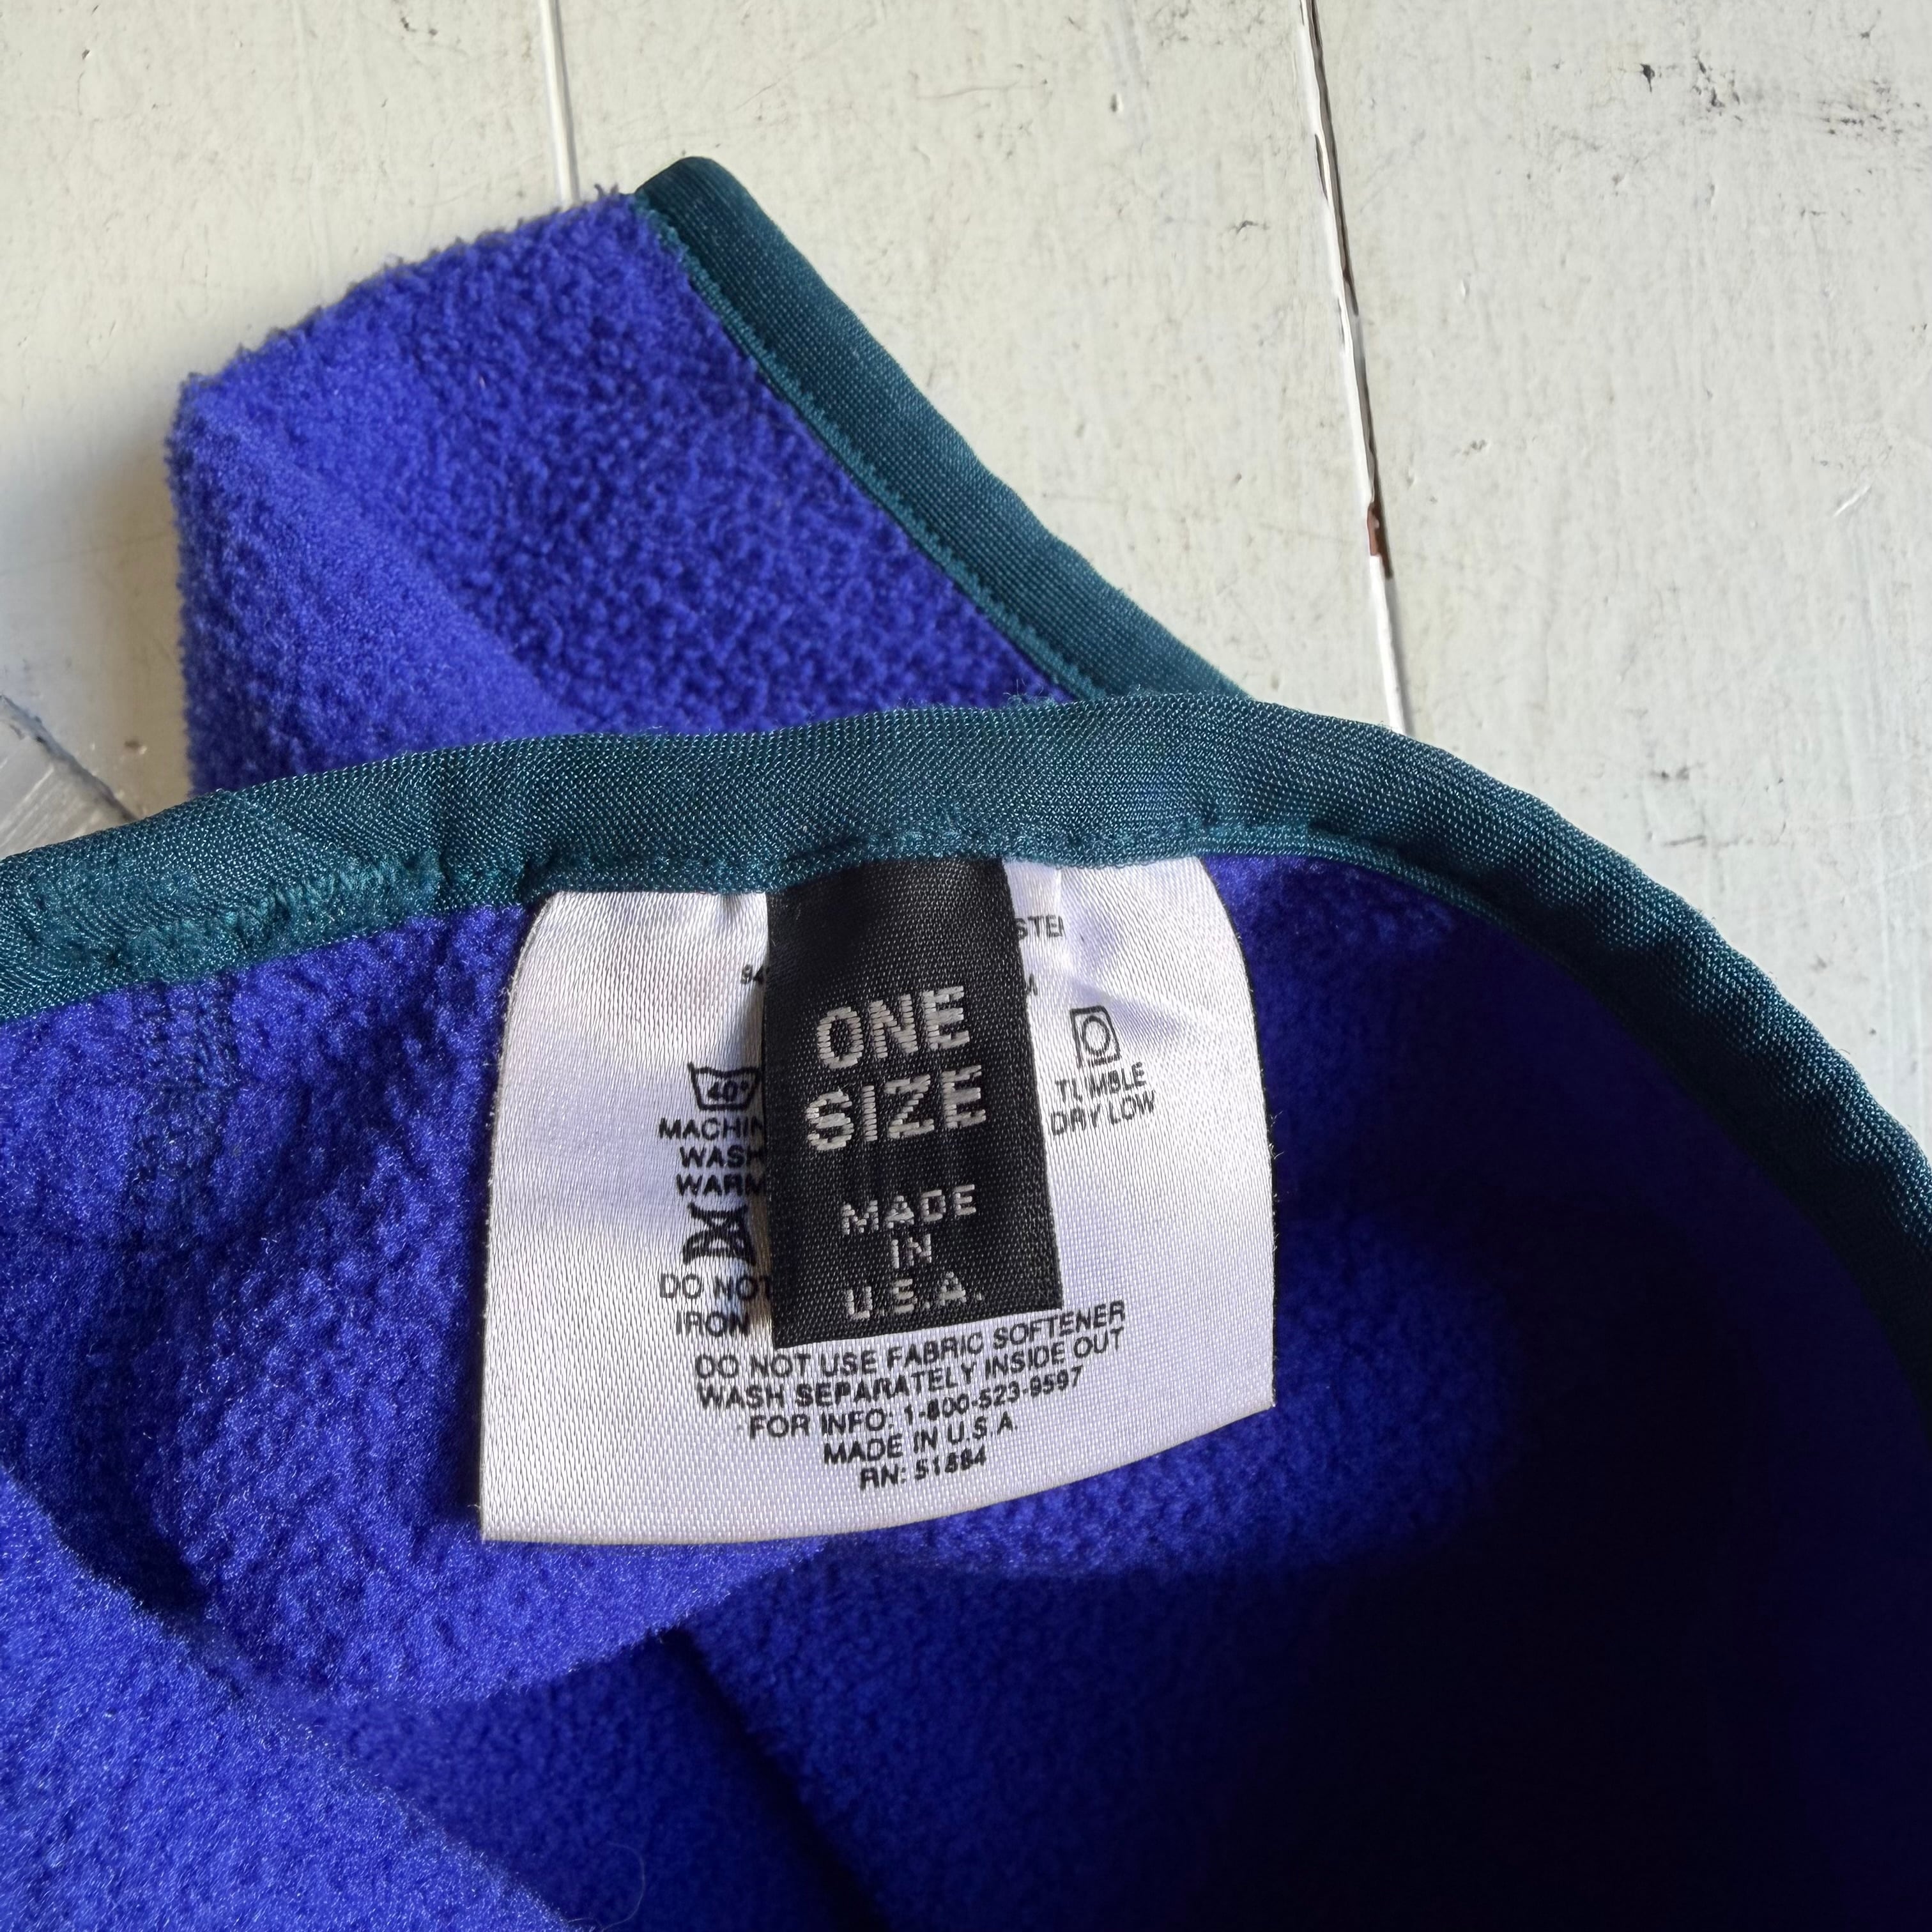 ONE
SIZE
MADE
IN
U.S.A.
40°
WASH
WARM
DO NOT
IRON
TUMBLE
DRY LOW
DO NOT USE FABRIC SOFTENER
WASH SEPARATELY INSIDE OUT
FOR INFO: 1-800-523-9597
MADE IN U.S.A.
RN: 51884